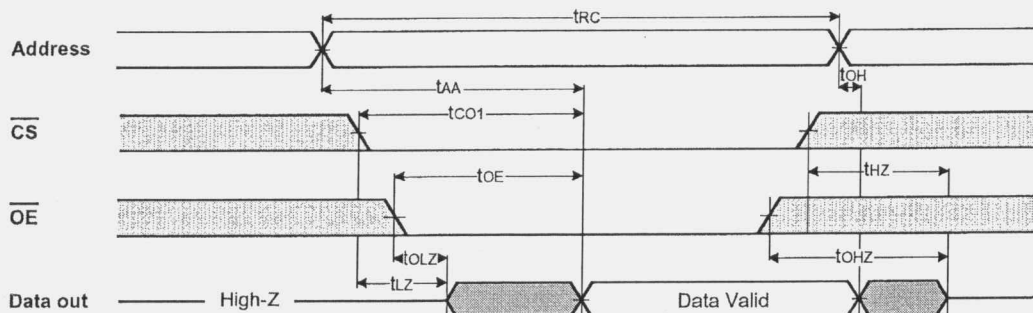 tRC
Address
tAA
tOH
tCO1
CS
tHZ
tOE
OE
tOLZ
tOHZ
tLZ
Data out
High-Z
Data Valid